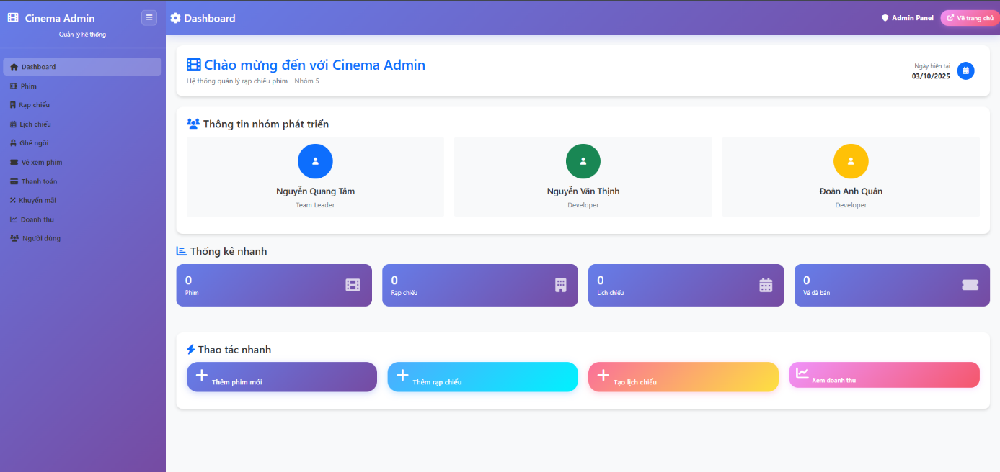 Cinema Admin
Quản lý hệ thống
Dashboard
Phim
Rạp chiếu
Lịch chiếu
Ghế ngồi
Vé xem phim
Thanh toán
Khuyến mãi
Doanh thu
Người dùng
Dashboard
Admin Panel
Về trang chủ
Chào mừng đến với Cinema Admin
Hệ thống quản lý rạp chiếu phim - Nhóm 5
Ngày hiện tại
03/10/2025
Thông tin nhóm phát triển
Nguyễn Quang Tâm
Team Leader
Nguyễn Văn Thịnh
Developer
Đoàn Anh Quân
Developer
Thống kê nhanh
0
Phim
0
Rạp chiếu
0
Lịch chiếu
0
Vé đã bán
Thao tác nhanh
Thêm phim mới
Thêm rạp chiếu
Tạo lịch chiếu
Xem doanh thu